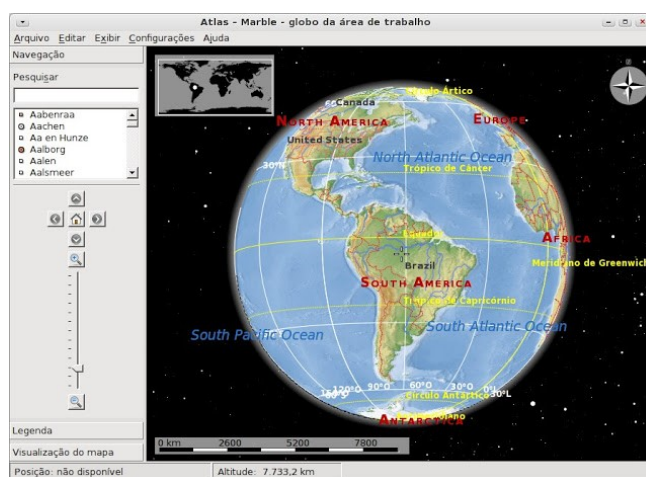 Atlas - Marble - globo da área de trabalho
Arquivo Editar Exibir Configurações Ajuda
Navegação
Pesquisar
Aabenraa
Aachen
Aa en Hunze
Aalborg
Aalen
Aalsmeer
Legenda
Visualização do mapa
Círculo Ártico
Canada
NORTH AMERICA
EUROPE
United States
North Atlantic Ocean
30°N
Trópico de Câncer
Equador
AFRICA
Brazil
Meridiano de Greenwich
SOUTH AMERICA
Trópico de Capricórnio
South Atlantic Ocean
South Pacific Ocean
120°O 90°O 60°O 30°O 0°L 30°L
Círculo Antártico
ANTARCTICA
0 km 2600 5200 7800
Posição: não disponível Altitude: 7.733,2 km